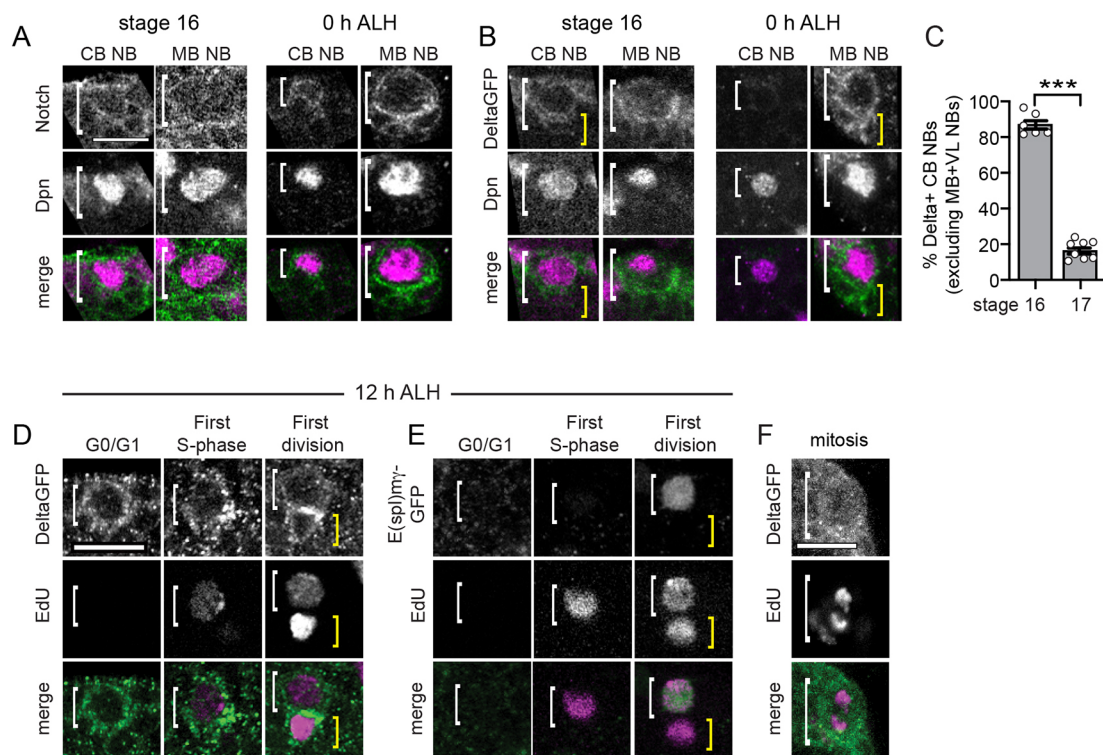 A
stage 16
0 h ALH
CB NB
MB NB
CB NB
MB NB
Notch
Dpn
merge
B
stage 16
0 h ALH
CB NB
MB NB
CB NB
MB NB
DeltaGFP
Dpn
merge
C
% Delta+ CB NBs
(excluding MB+VL NBs)
100
80
60
40
20
0
***
stage 16 17
12 h ALH
D
G0/G1
First
S-phase
First
division
DeltaGFP
EdU
merge
E
G0/G1
First
S-phase
First
division
E(spl)mγ-
GFP
EdU
merge
F
mitosis
DeltaGFP
EdU
merge